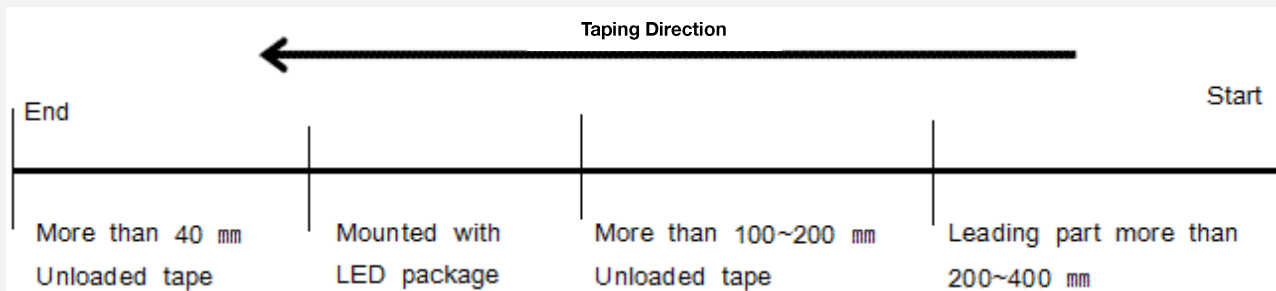 Taping Direction
End
Start
More than 40 ㎜
Unloaded tape
Mounted with
LED package
More than 100~200 ㎜
Unloaded tape
Leading part more than
200~400 ㎜